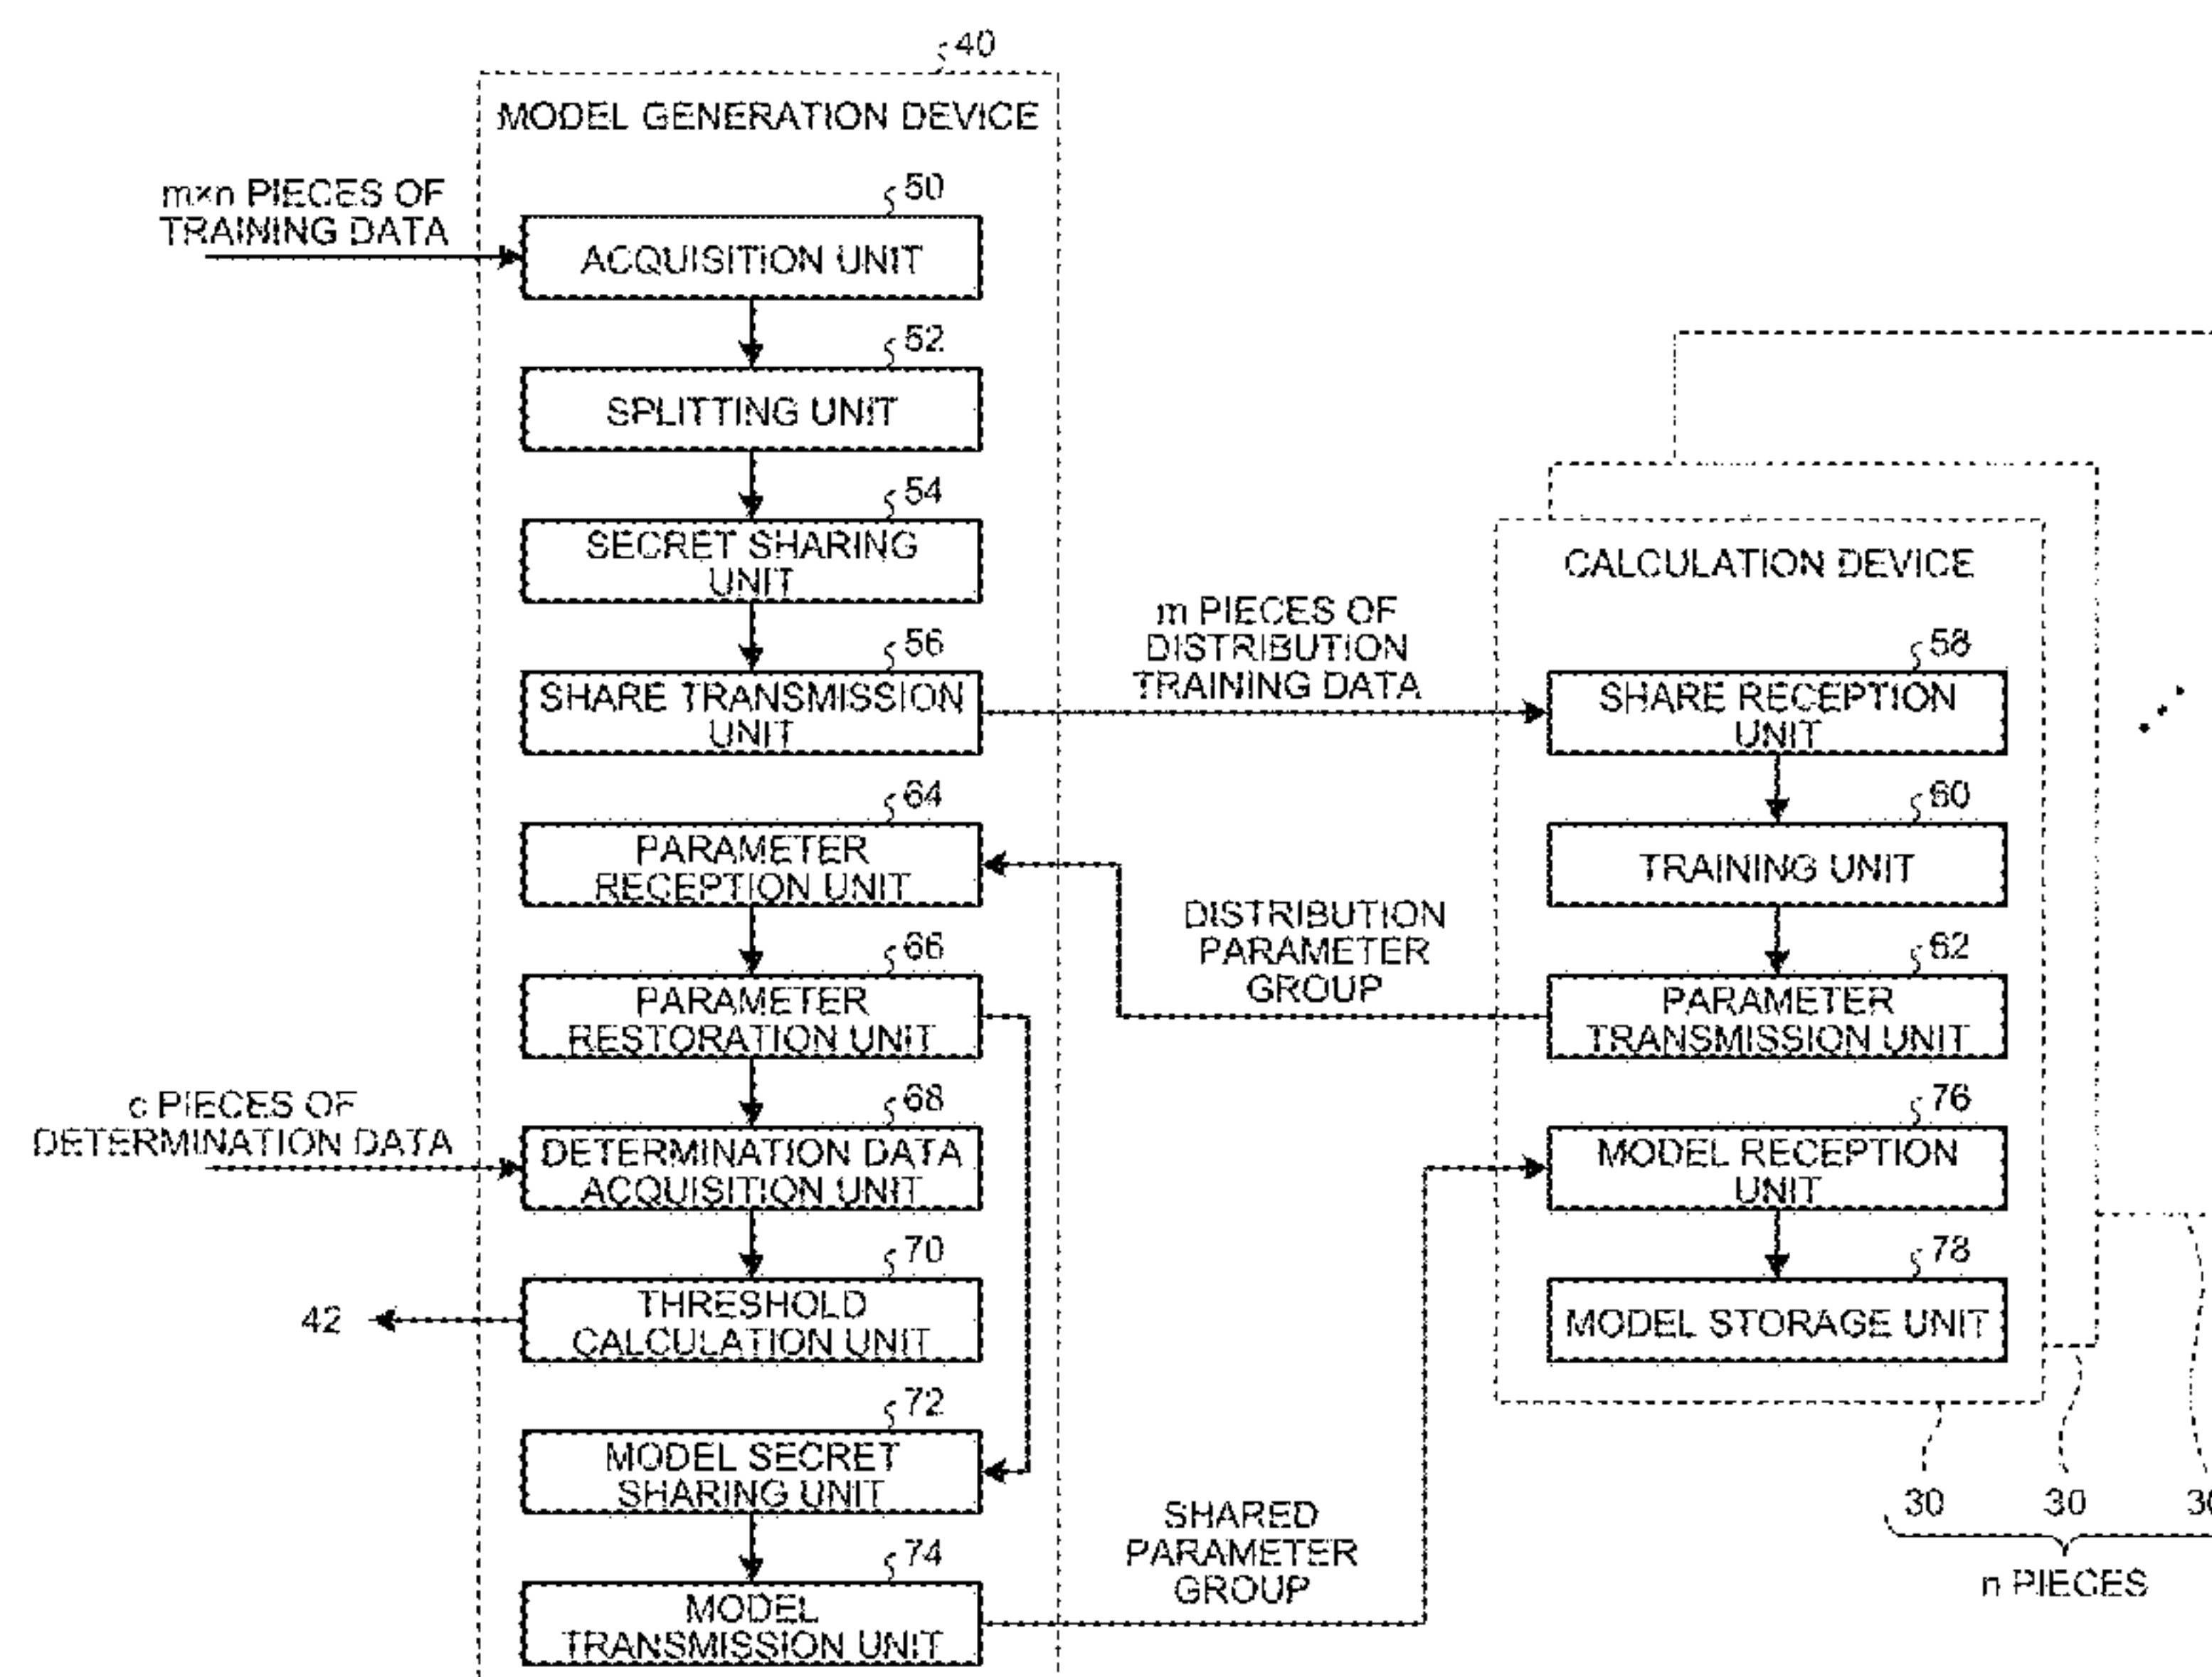 40
MODEL GENERATION DEVICE
m×n PIECES OF
TRAINING DATA
50
ACQUISITION UNIT
52
SPLITTING UNIT
54
SECRET SHARING
UNIT
56
SHARE TRANSMISSION
UNIT
m PIECES OF
DISTRIBUTION
TRAINING DATA
CALCULATION DEVICE
58
SHARE RECEPTION
UNIT
60
TRAINING UNIT
62
PARAMETER
TRANSMISSION UNIT
DISTRIBUTION
PARAMETER
GROUP
64
PARAMETER
RECEPTION UNIT
66
PARAMETER
RESTORATION UNIT
c PIECES OF
DETERMINATION DATA
68
DETERMINATION DATA
ACQUISITION UNIT
70
THRESHOLD
CALCULATION UNIT
42
72
MODEL SECRET
SHARING UNIT
74
MODEL
TRANSMISSION UNIT
SHARED
PARAMETER
GROUP
76
MODEL RECEPTION
UNIT
78
MODEL STORAGE UNIT
30 30 30
n PIECES